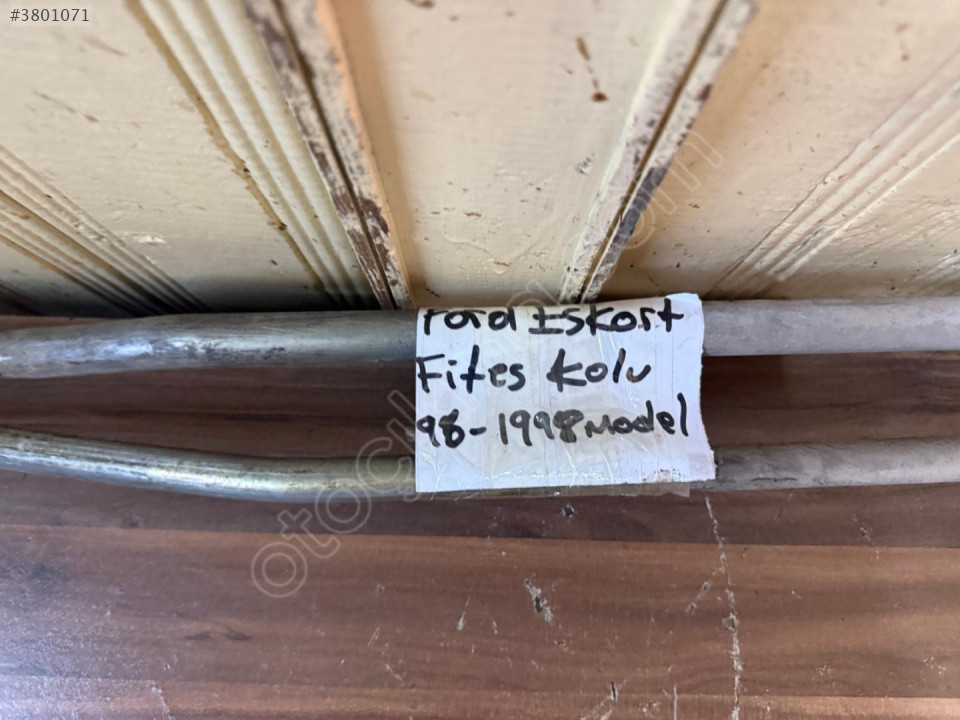 #3801071
Ford Eskort
Fites Kolu
98-1998 Model